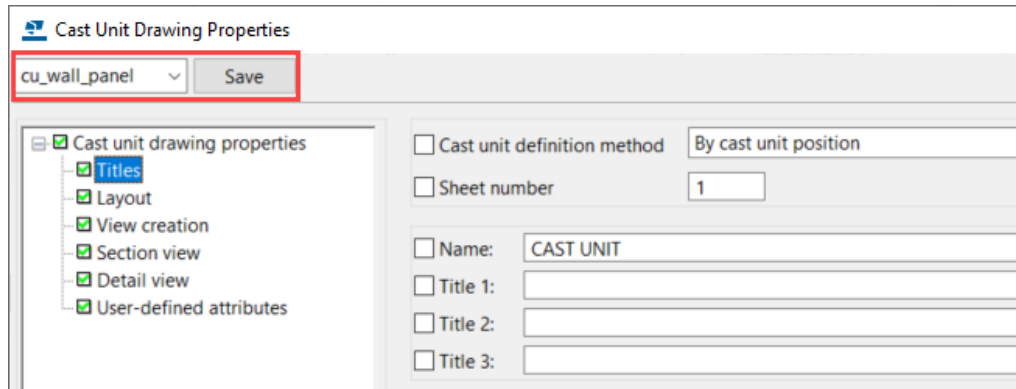 Cast Unit Drawing Properties
cu_wall_panel Save
Cast unit drawing properties
Titles
Layout
View creation
Section view
Detail view
User-defined attributes
Cast unit definition method By cast unit position
Sheet number 1
Name: CAST UNIT
Title 1:
Title 2:
Title 3: